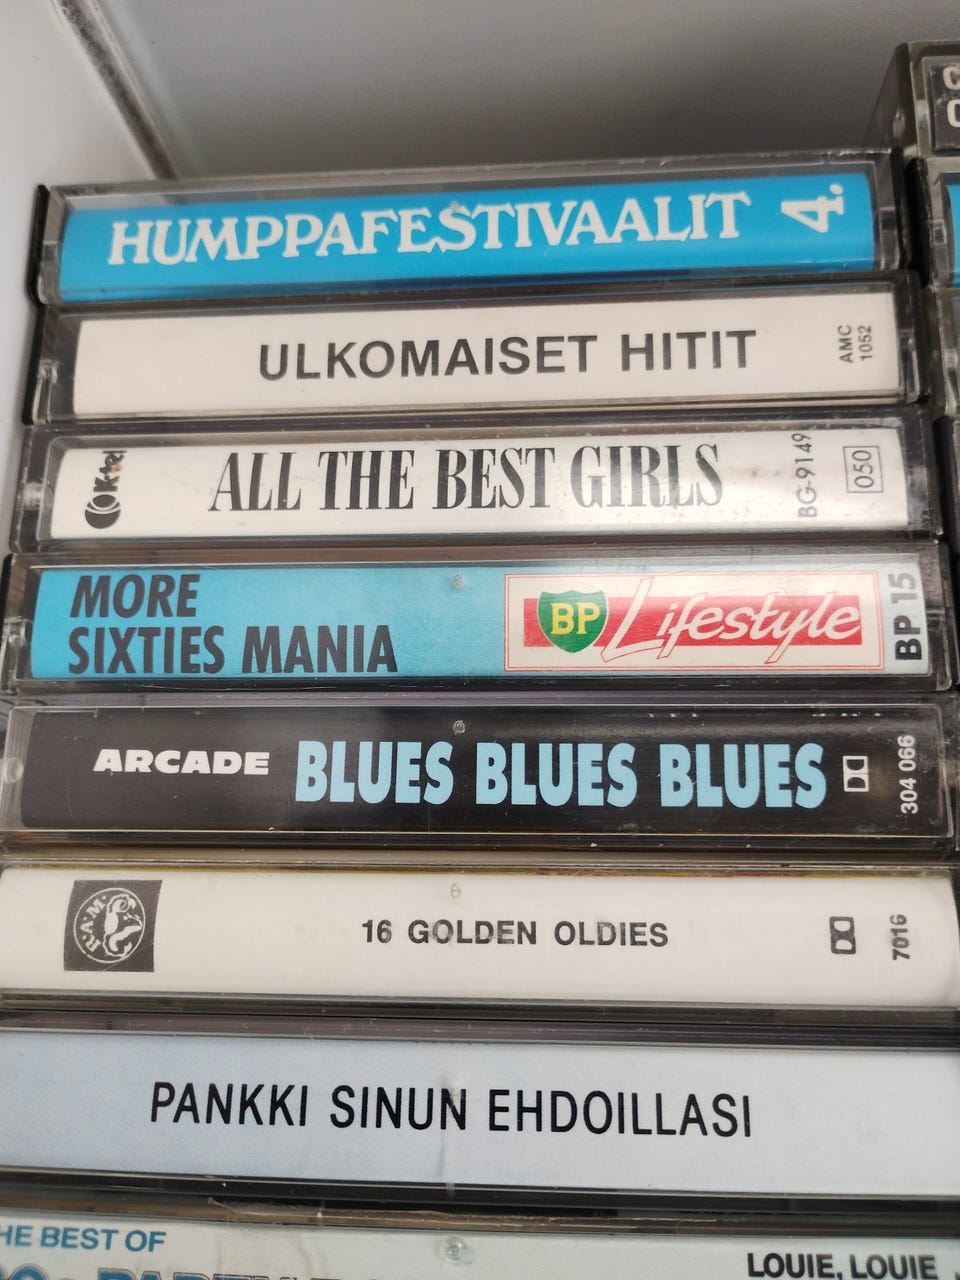 HUMPPAFESTIVAALIT 4.
ULKOMAISET HITIT
AMC
1052
K-tel
ALL THE BEST GIRLS
BG-9149
050
MORE
SIXTIES MANIA
BP Lifestyle
BP 15
ARCADE BLUES BLUES BLUES
304 066
R.A.M.
16 GOLDEN OLDIES
7016
PANKKI SINUN EHDOILLASI
HE BEST OF
LOUIE, LOUIE